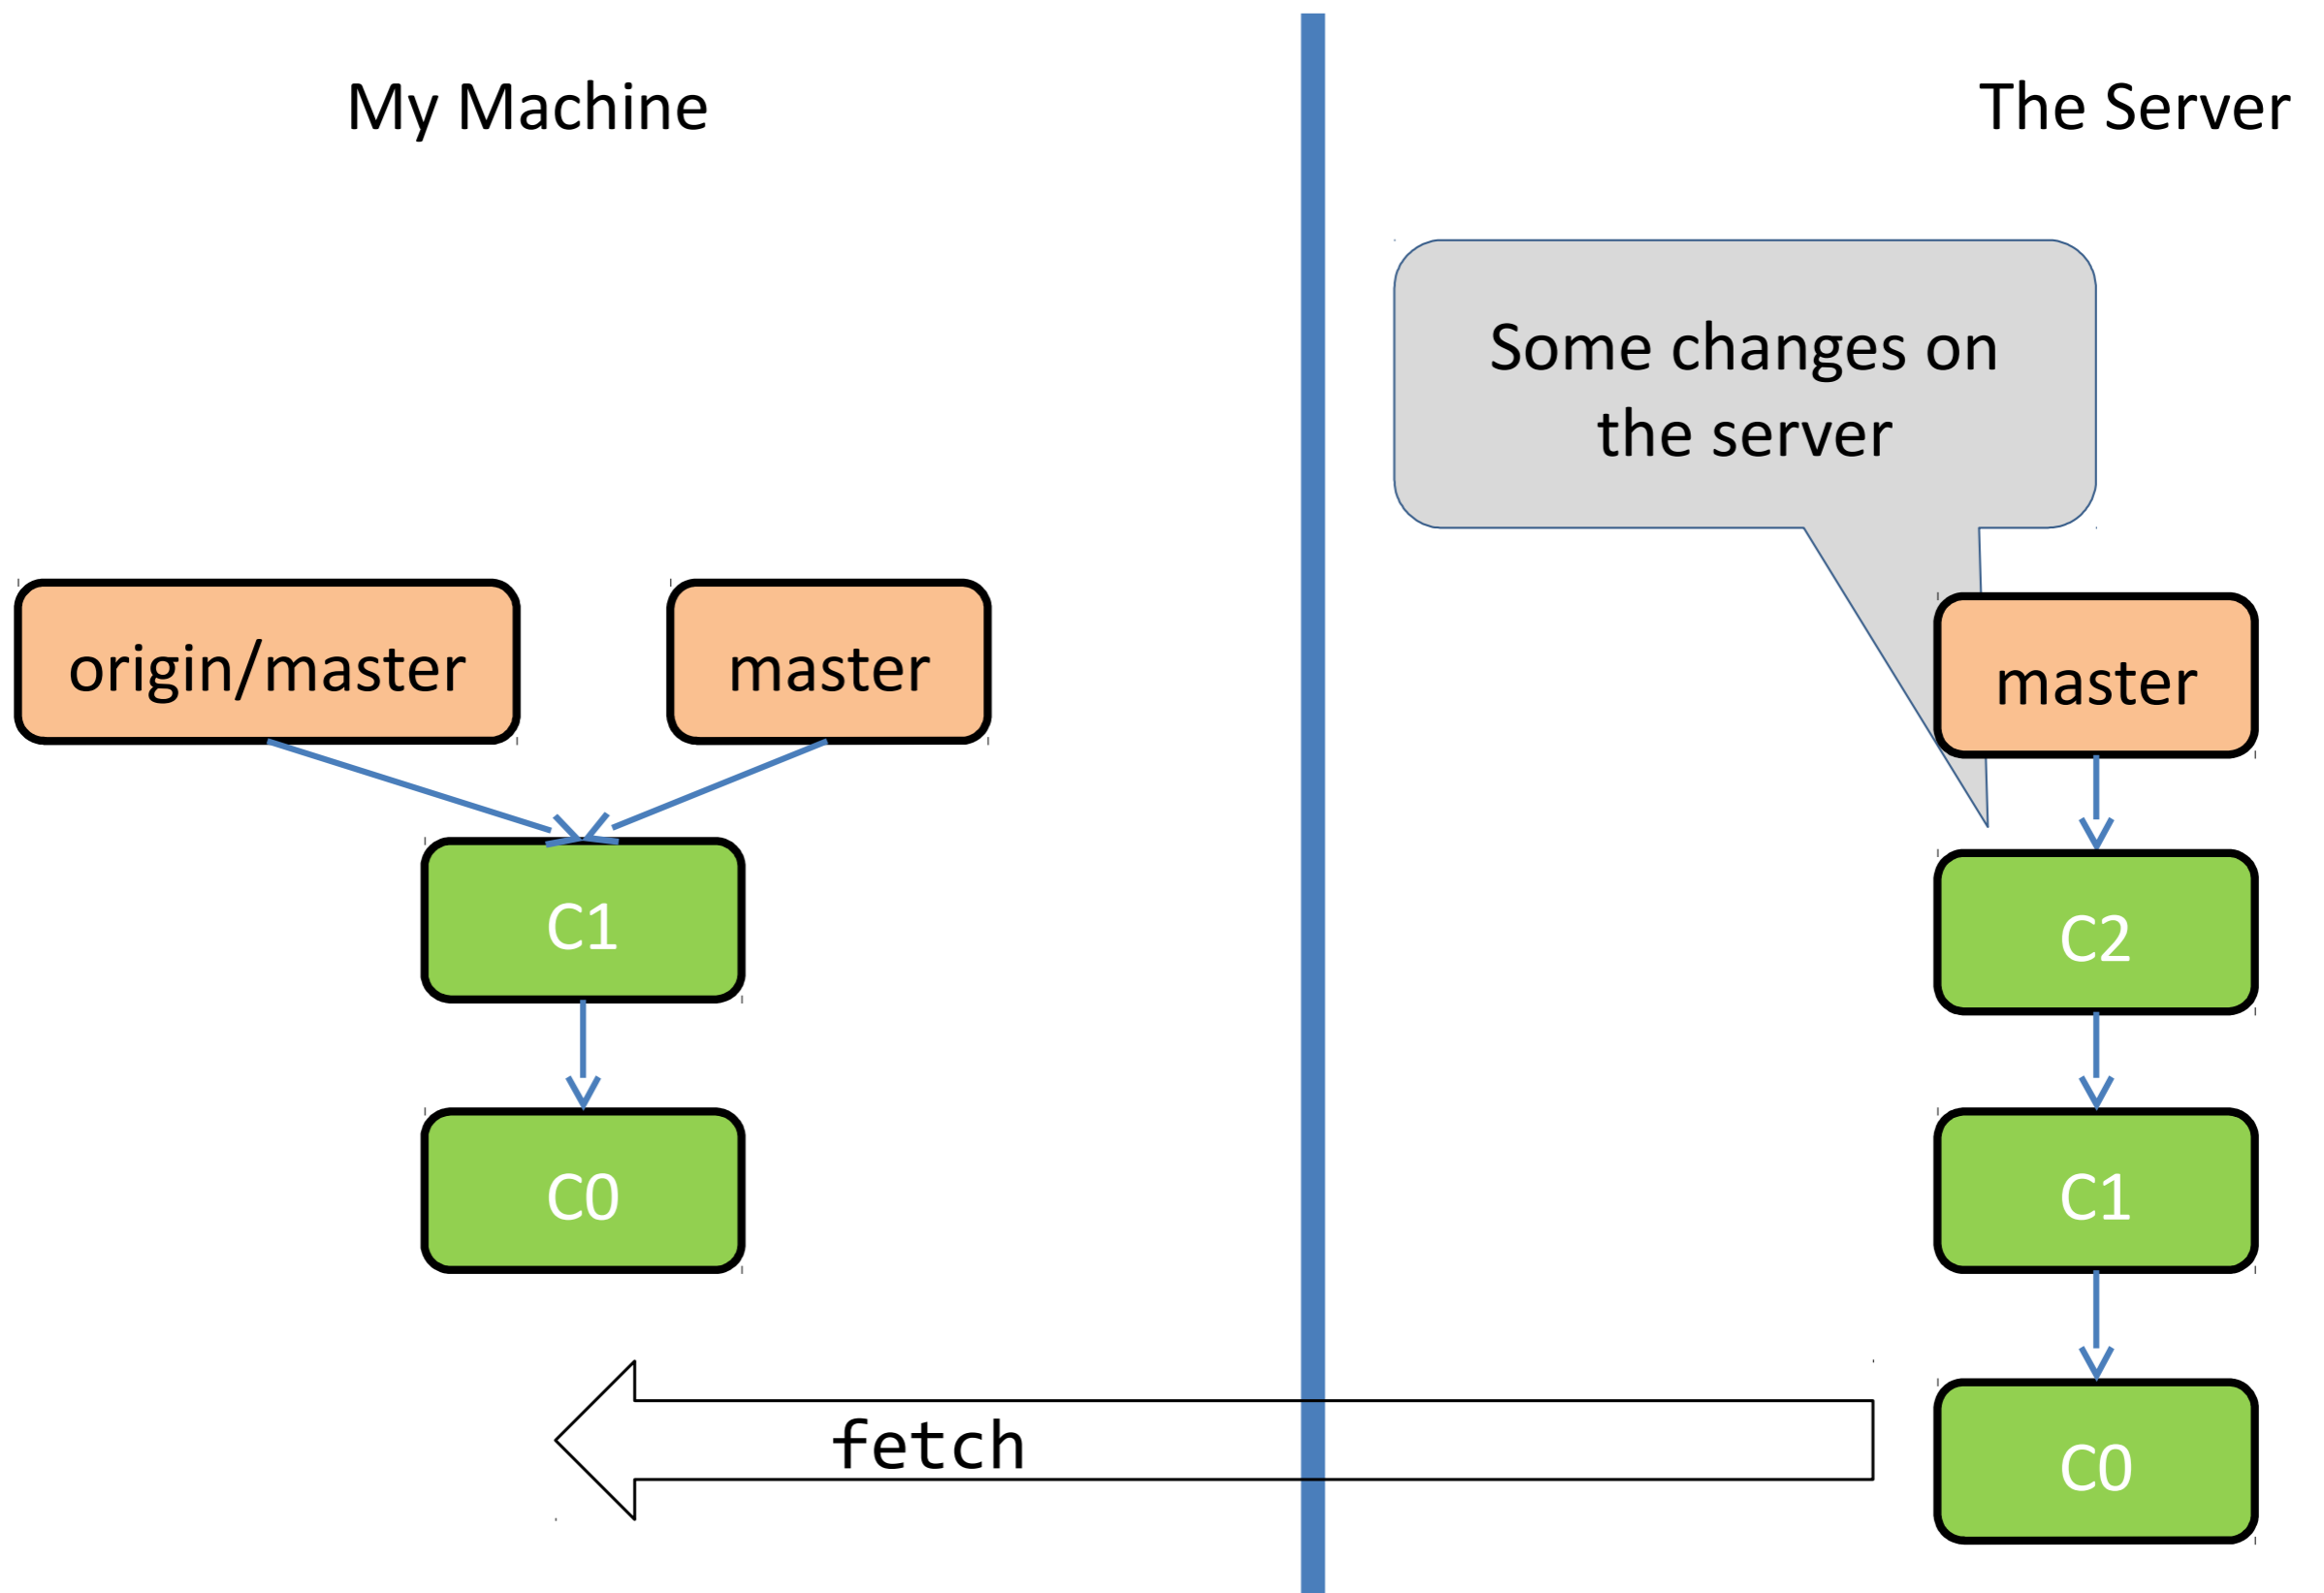 My Machine
The Server
Some changes on
the server
origin/master
master
master
C1
C2
C0
C1
fetch
C0